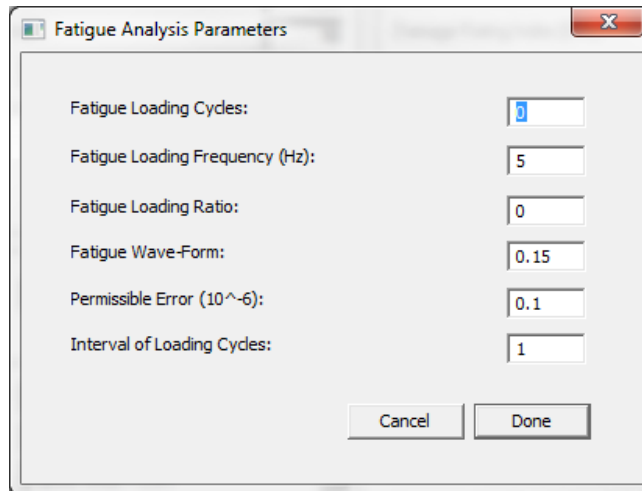 Fatigue Analysis Parameters
Fatigue Loading Cycles: 0
Fatigue Loading Frequency (Hz): 5
Fatigue Loading Ratio: 0
Fatigue Wave-Form: 0.15
Permissible Error (10^-6): 0.1
Interval of Loading Cycles: 1
Cancel Done